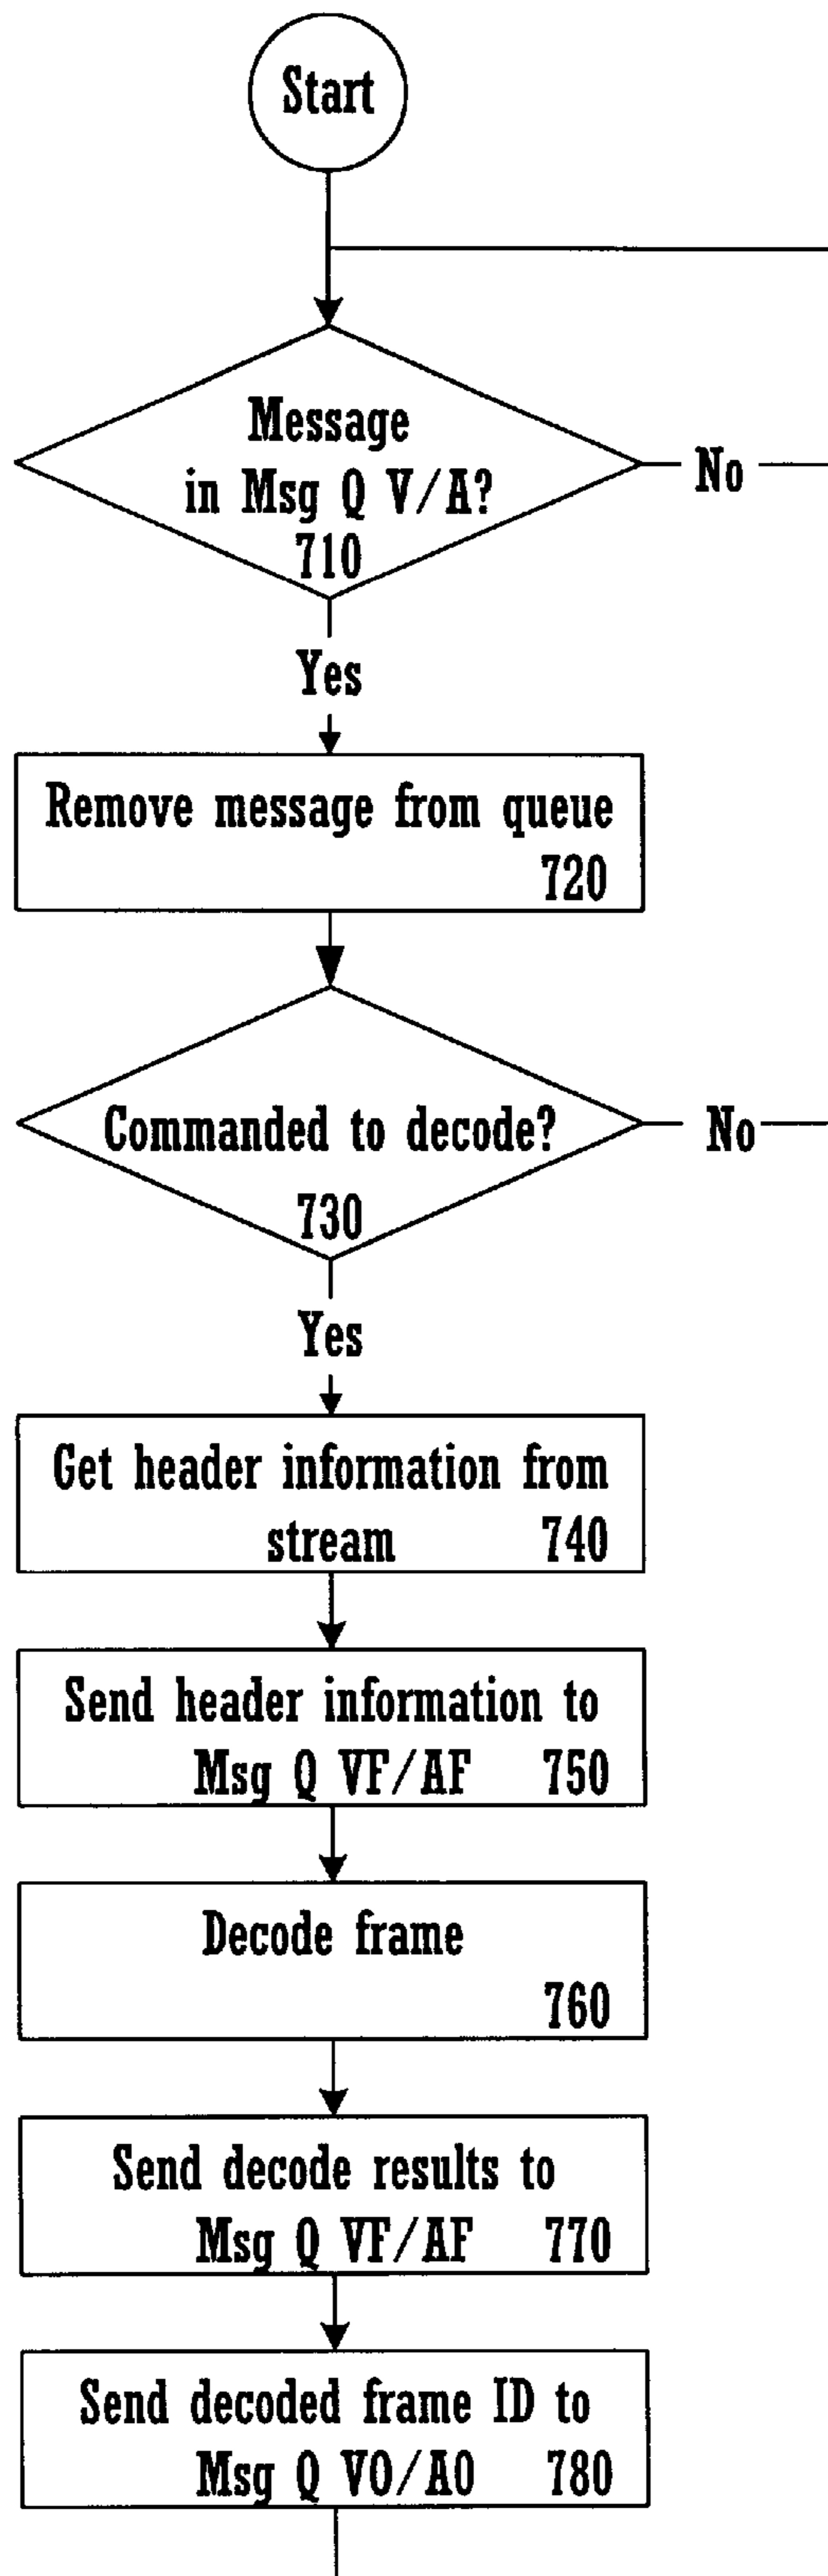 Start
Message
in Msg Q V/A?
710
No
Yes
Remove message from queue
720
Commanded to decode?
730
No
Yes
Get header information from
stream 740
Send header information to
Msg Q VF/AF 750
Decode frame
760
Send decode results to
Msg Q VF/AF 770
Send decoded frame ID to
Msg Q VO/AO 780